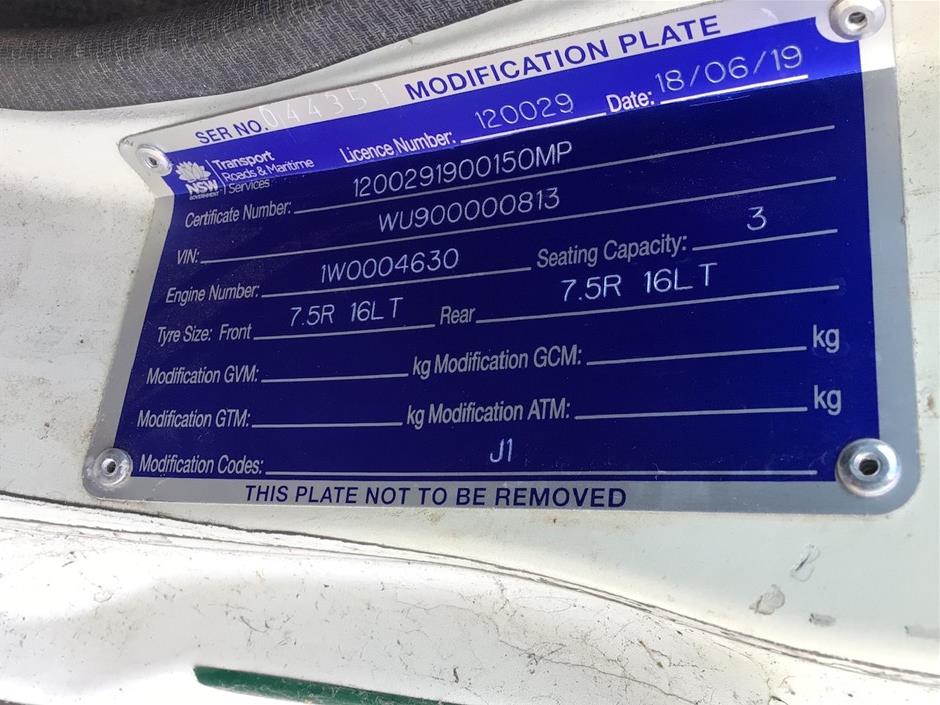 SER NO. 044351 MODIFICATION PLATE
NSW GOVERNMENT Transport Roads & Maritime Services
Licence Number: 120029 Date: 18/06/19
Certificate Number: 1200291900150MP
VIN: WU900000813
Engine Number: 1W0004630 Seating Capacity: 3
Tyre Size: Front 7.5R 16LT Rear 7.5R 16LT
Modification GVM: kg Modification GCM: kg
Modification GTM: kg Modification ATM: kg
Modification Codes: J1
THIS PLATE NOT TO BE REMOVED